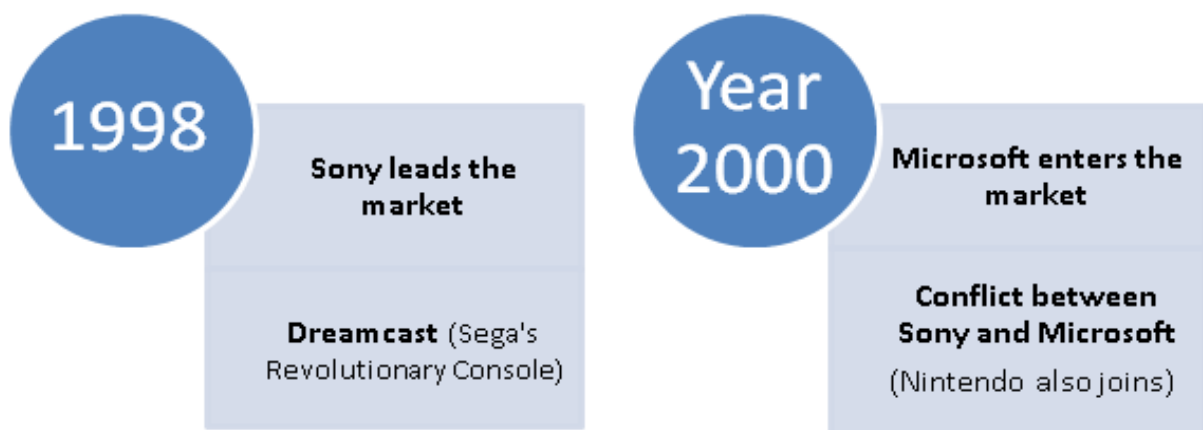 1998
Sony leads the
market
Dreamcast (Sega's
Revolutionary Console)
Year
2000
Microsoft enters the
market
Conflict between
Sony and Microsoft
(Nintendo also joins)